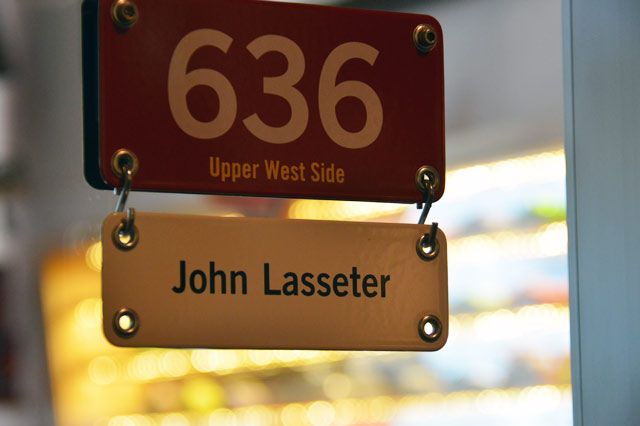 636
Upper West Side
John Lasseter